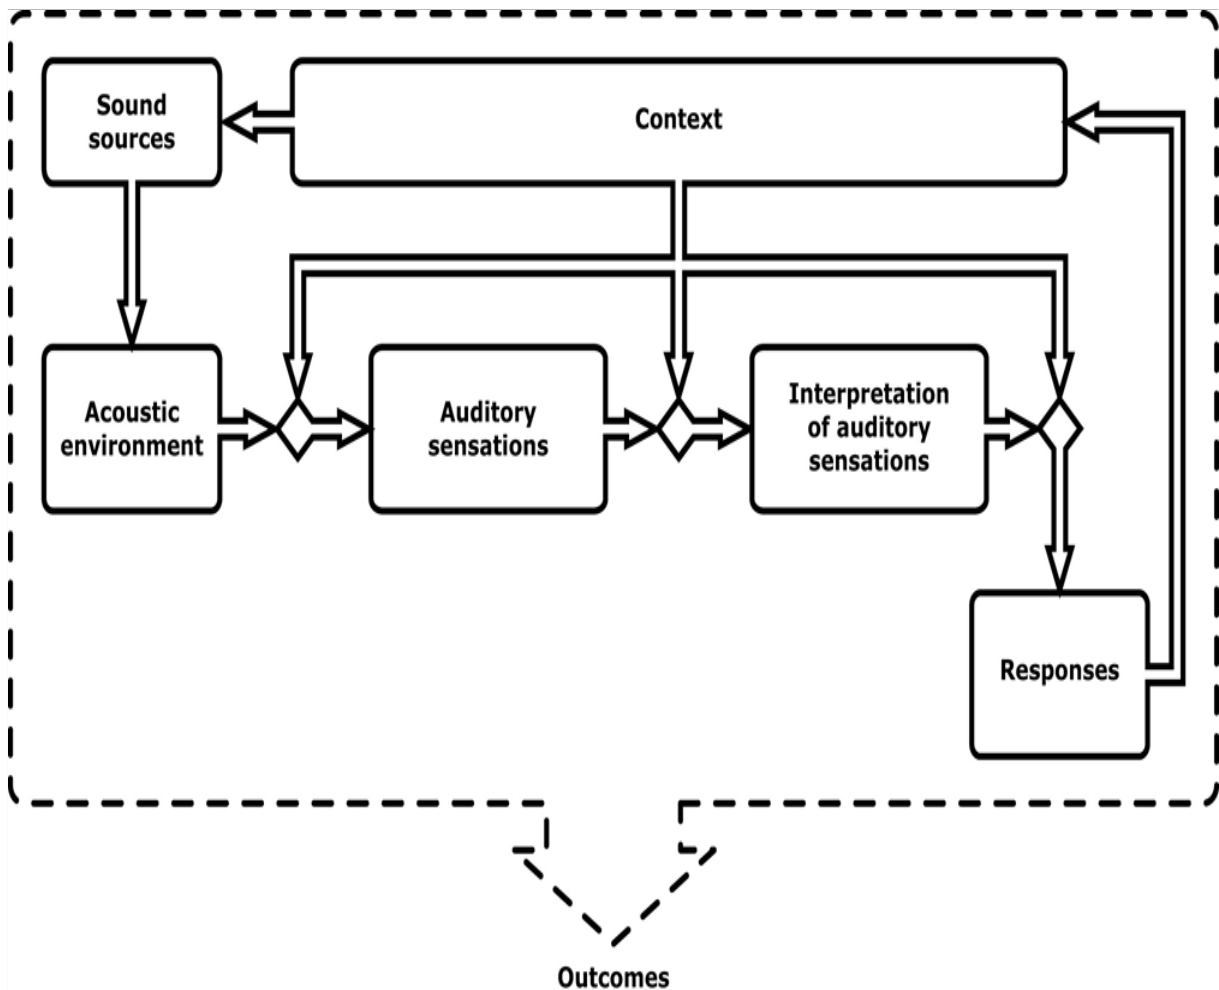 Sound
sources
Context
Acoustic
environment
Auditory
sensations
Interpretation
of auditory
sensations
Responses
Outcomes